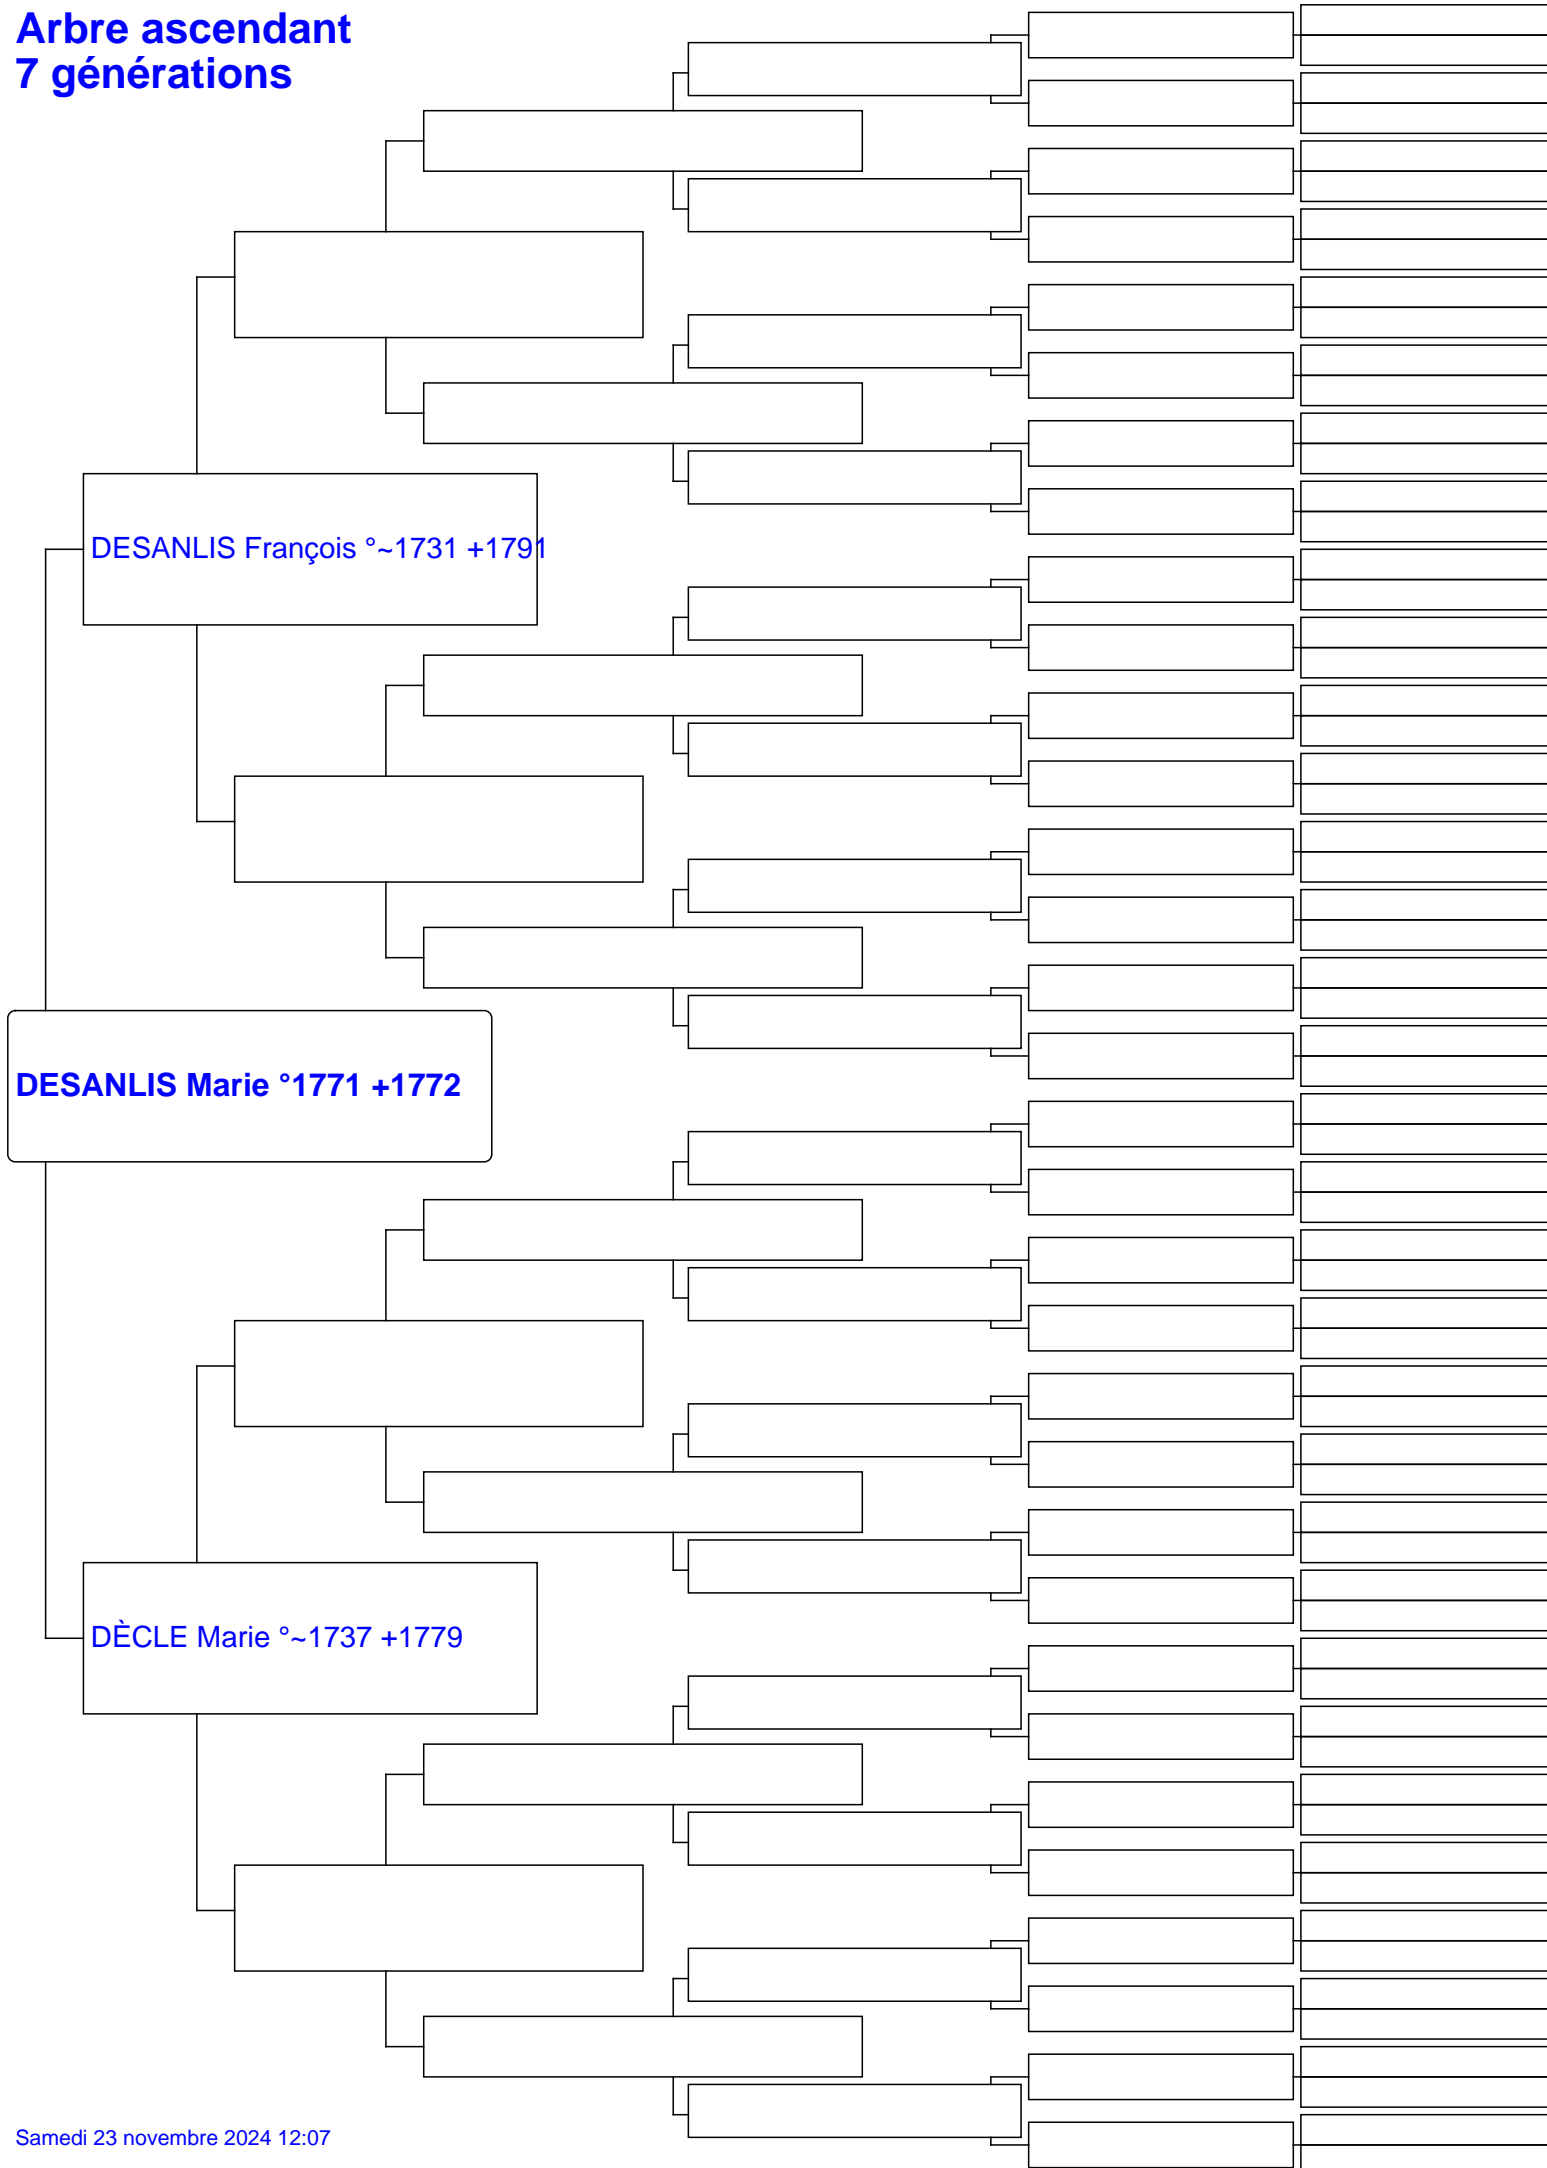 Arbre ascendant
7 générations
DESANLIS François °~1731 +1791
DESANLIS Marie °1771 +1772
DÈCLE Marie °~1737 +1779
Samedi 23 novembre 2024 12:07